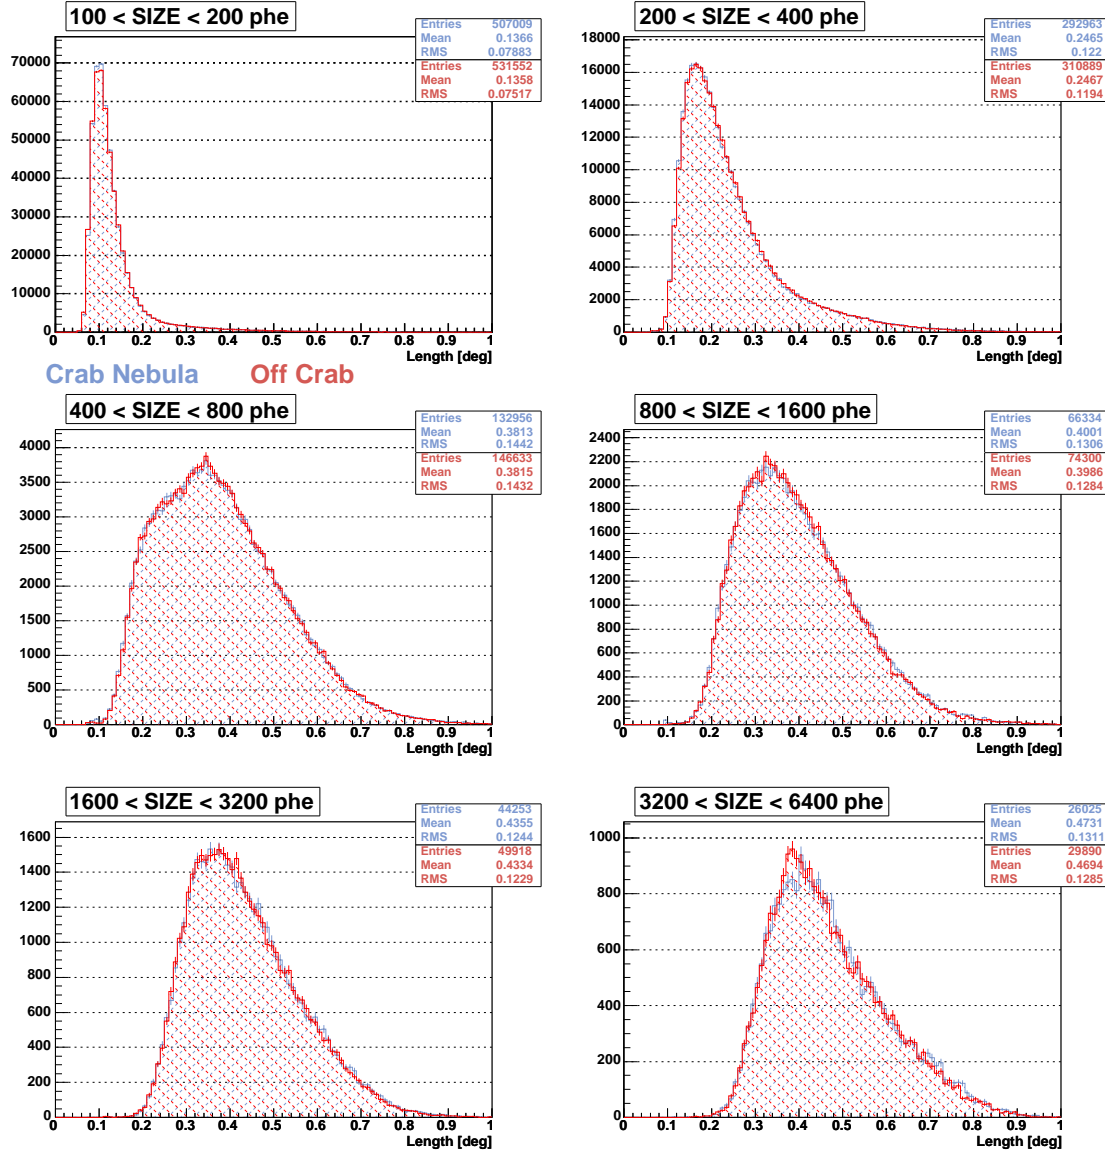 100 < SIZE < 200 phe
Entries 507009
Mean 0.1366
RMS 0.07883
Entries 531552
Mean 0.1358
RMS 0.07517
70000
60000
50000
40000
30000
20000
10000
0
0 0.1 0.2 0.3 0.4 0.5 0.6 0.7 0.8 0.9 1
Length [deg]
200 < SIZE < 400 phe
Entries 292963
Mean 0.2465
RMS 0.122
Entries 310889
Mean 0.2467
RMS 0.1194
18000
16000
14000
12000
10000
8000
6000
4000
2000
0
0 0.1 0.2 0.3 0.4 0.5 0.6 0.7 0.8 0.9 1
Length [deg]
Crab Nebula Off Crab
400 < SIZE < 800 phe
Entries 132956
Mean 0.3813
RMS 0.1442
Entries 146633
Mean 0.3815
RMS 0.1432
4000
3500
3000
2500
2000
1500
1000
500
0
0 0.1 0.2 0.3 0.4 0.5 0.6 0.7 0.8 0.9 1
Length [deg]
800 < SIZE < 1600 phe
Entries 66334
Mean 0.4001
RMS 0.1306
Entries 74300
Mean 0.3986
RMS 0.1284
2400
2200
2000
1800
1600
1400
1200
1000
800
600
400
200
0
0 0.1 0.2 0.3 0.4 0.5 0.6 0.7 0.8 0.9 1
Length [deg]
1600 < SIZE < 3200 phe
Entries 44253
Mean 0.4355
RMS 0.1244
Entries 49918
Mean 0.4334
RMS 0.1229
1600
1400
1200
1000
800
600
400
200
0
0 0.1 0.2 0.3 0.4 0.5 0.6 0.7 0.8 0.9 1
Length [deg]
3200 < SIZE < 6400 phe
Entries 26025
Mean 0.4731
RMS 0.1311
Entries 29890
Mean 0.4694
RMS 0.1285
1000
800
600
400
200
0
0 0.1 0.2 0.3 0.4 0.5 0.6 0.7 0.8 0.9 1
Length [deg]